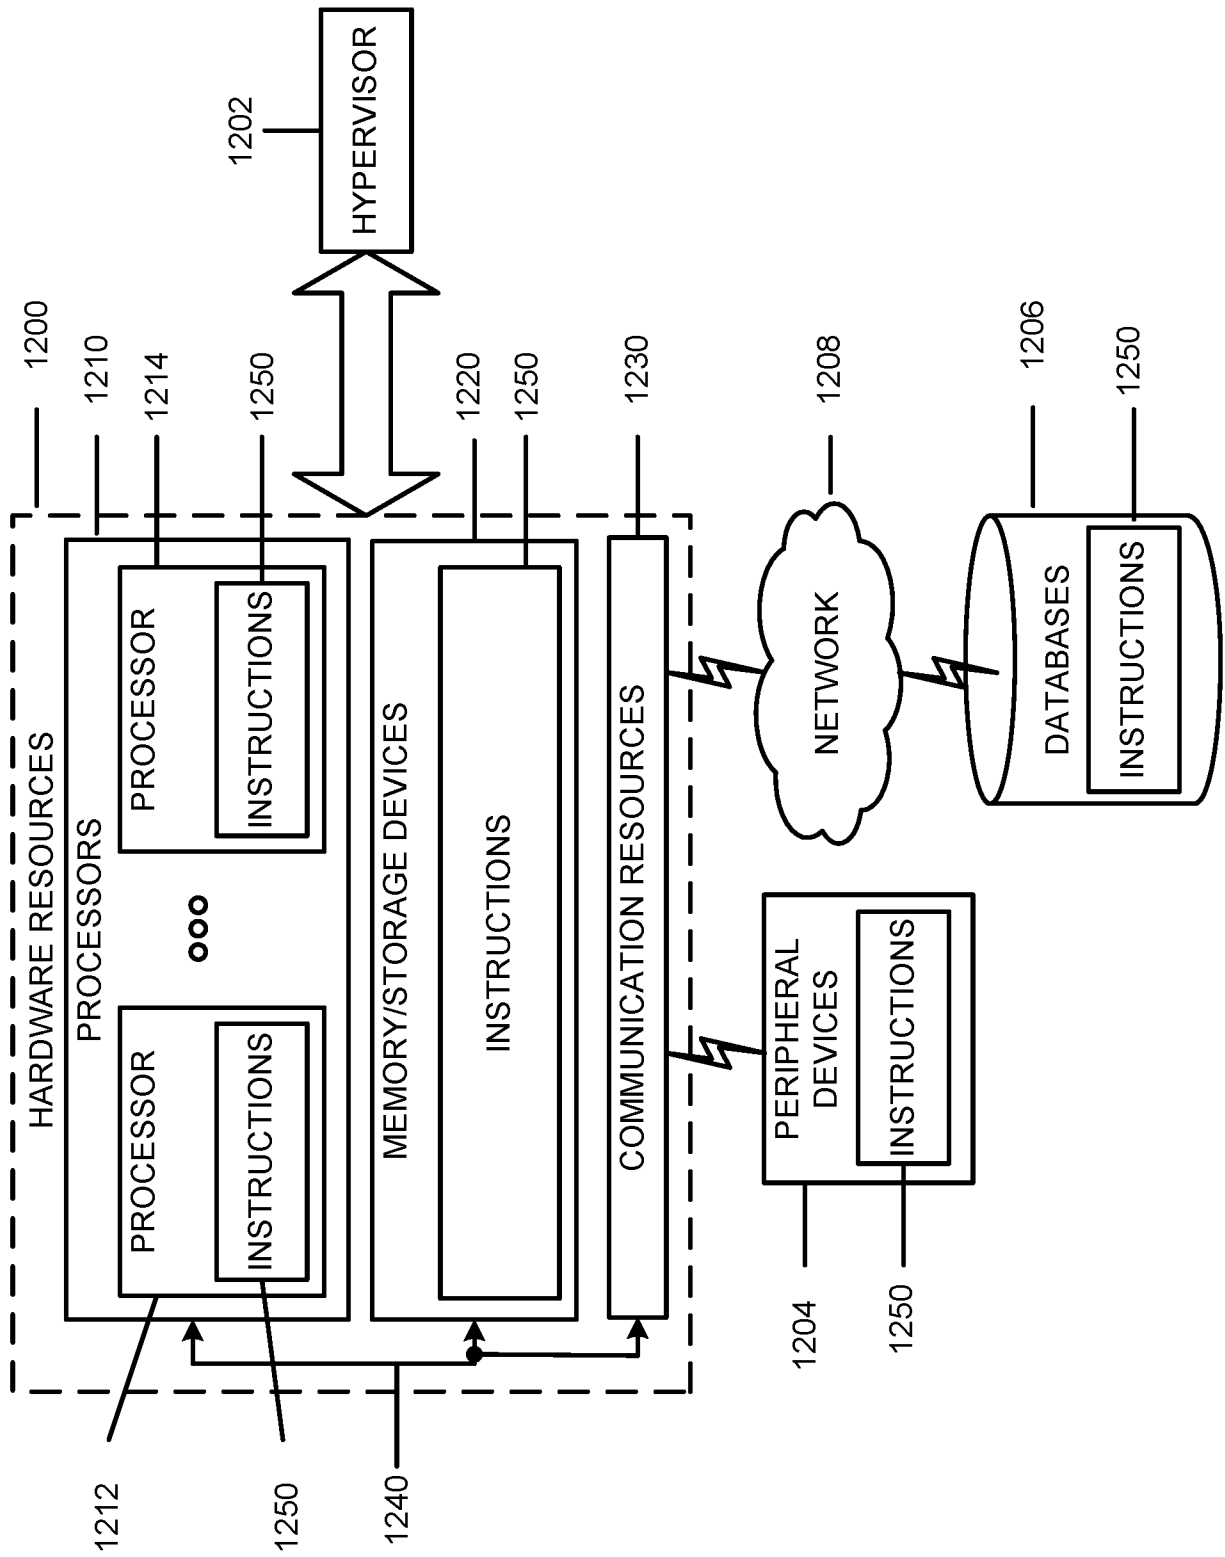 HARDWARE RESOURCES
1200
PROCESSORS
1210
1212
PROCESSOR
PROCESSOR
1214
1202
1250
INSTRUCTIONS
INSTRUCTIONS
1250
HYPERVISOR
1240
MEMORY/STORAGE DEVICES
1220
INSTRUCTIONS
1250
COMMUNICATION RESOURCES
1230
1204
PERIPHERAL
DEVICES
NETWORK
1208
1250
INSTRUCTIONS
1206
DATABASES
INSTRUCTIONS
1250